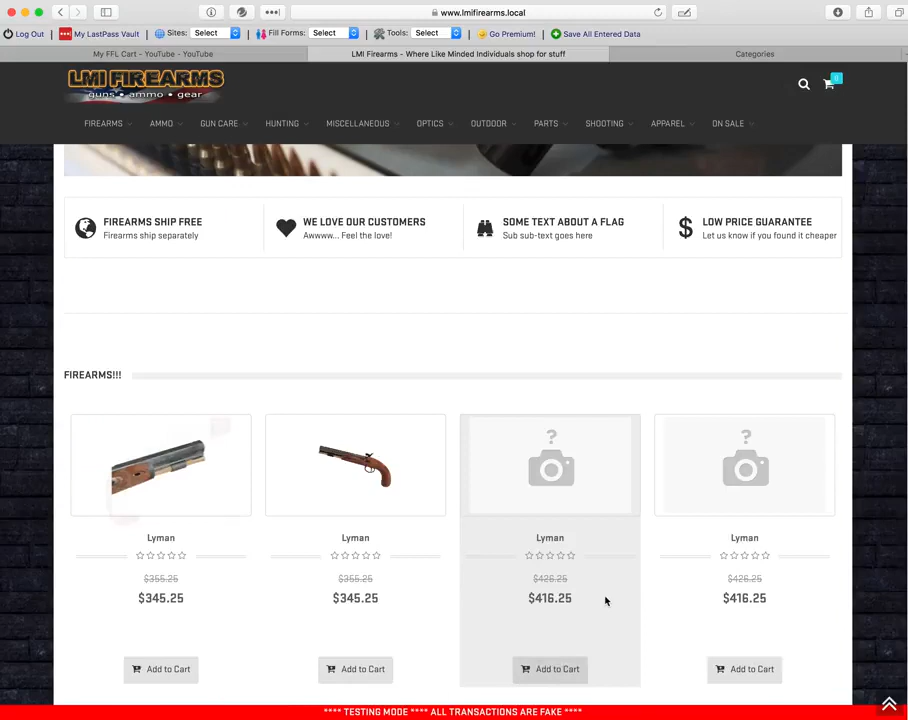 www.lmifirearms.local
Log Out My LastPass Vault Sites: Select Fill Forms: Select Tools: Select Go Premium! Save All Entered Data
My FFL Cart - YouTube - YouTube LMI Firearms - Where Like Minded Individuals shop for stuff Categories
LMI FIREARMS
guns • ammo • gear
FIREARMS AMMO GUN CARE HUNTING MISCELLANEOUS OPTICS OUTDOOR PARTS SHOOTING APPAREL ON SALE
FIREARMS SHIP FREE WE LOVE OUR CUSTOMERS SOME TEXT ABOUT A FLAG LOW PRICE GUARANTEE
Firearms ship separately Awwww... Feel the love! Sub sub-text goes here Let us know if you found it cheaper
FIREARMS!!!
? ?
Lyman Lyman Lyman Lyman
$355.25 $355.25 $426.25 $426.25
$345.25 $345.25 $416.25 $416.25
Add to Cart Add to Cart Add to Cart Add to Cart
**** TESTING MODE **** ALL TRANSACTIONS ARE FAKE ****